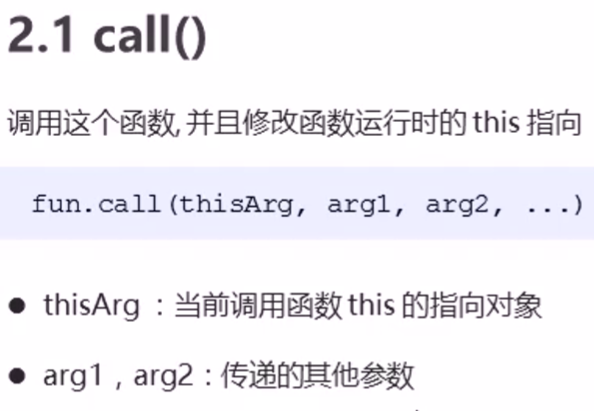 2.1 call()
调用这个函数, 并且修改函数运行时的 this 指向
fun.call(thisArg, arg1, arg2, ...)
● thisArg ：当前调用函数 this 的指向对象
● arg1，arg2：传递的其他参数